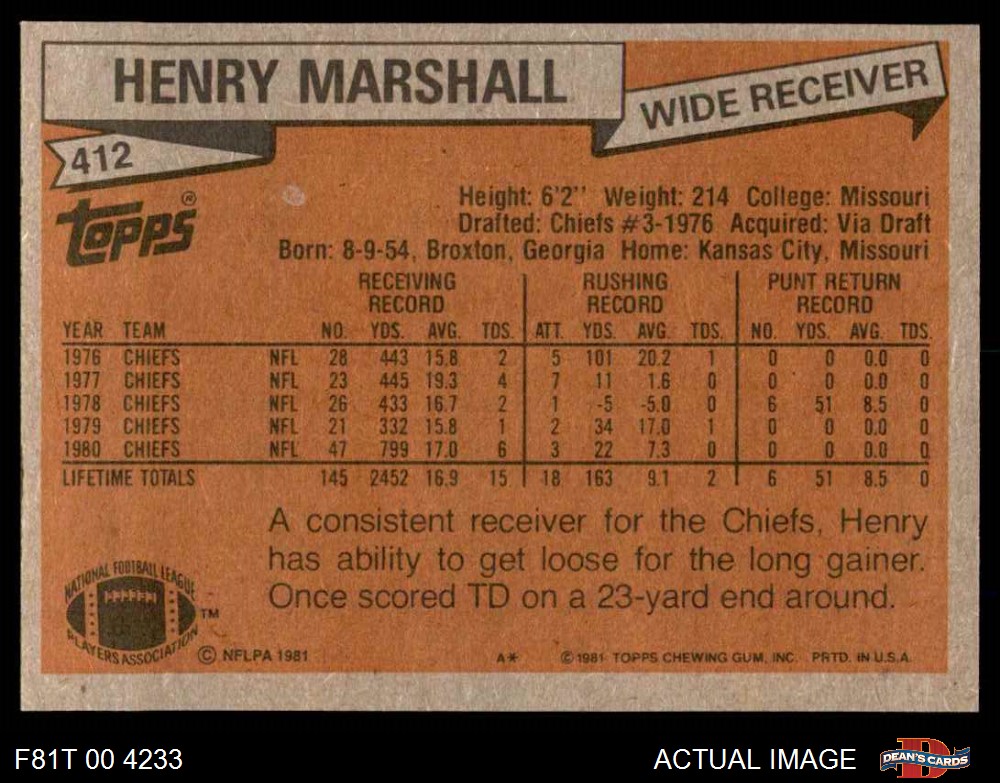 HENRY MARSHALL
WIDE RECEIVER
412
Topps®
Height: 6'2'' Weight: 214 College: Missouri
Drafted: Chiefs #3-1976 Acquired: Via Draft
Born: 8-9-54, Broxton, Georgia Home: Kansas City, Missouri
RECEIVING RECORD RUSHING RECORD PUNT RETURN RECORD
YEAR TEAM NO. YDS. AVG. TDS. ATT. YDS. AVG. TDS. NO. YDS. AVG. TDS.
1976 CHIEFS NFL 28 443 15.8 2 5 101 20.2 1 0 0 0.0 0
1977 CHIEFS NFL 23 445 19.3 4 7 11 1.6 0 0 0 0.0 0
1978 CHIEFS NFL 26 433 16.7 2 1 -5 -5.0 0 6 51 8.5 0
1979 CHIEFS NFL 21 332 15.8 1 2 34 17.0 1 0 0 0.0 0
1980 CHIEFS NFL 47 799 17.0 6 3 22 7.3 0 0 0 0.0 0
LIFETIME TOTALS 145 2452 16.9 15 18 163 9.1 2 6 51 8.5 0
A consistent receiver for the Chiefs, Henry
has ability to get loose for the long gainer.
Once scored TD on a 23-yard end around.
NATIONAL FOOTBALL LEAGUE
PLAYERS ASSOCIATION
™
© NFLPA 1981 A* © 1981 TOPPS CHEWING GUM, INC. PRTD. IN U.S.A.
F81T 00 4233 ACTUAL IMAGE DEAN'S CARDS